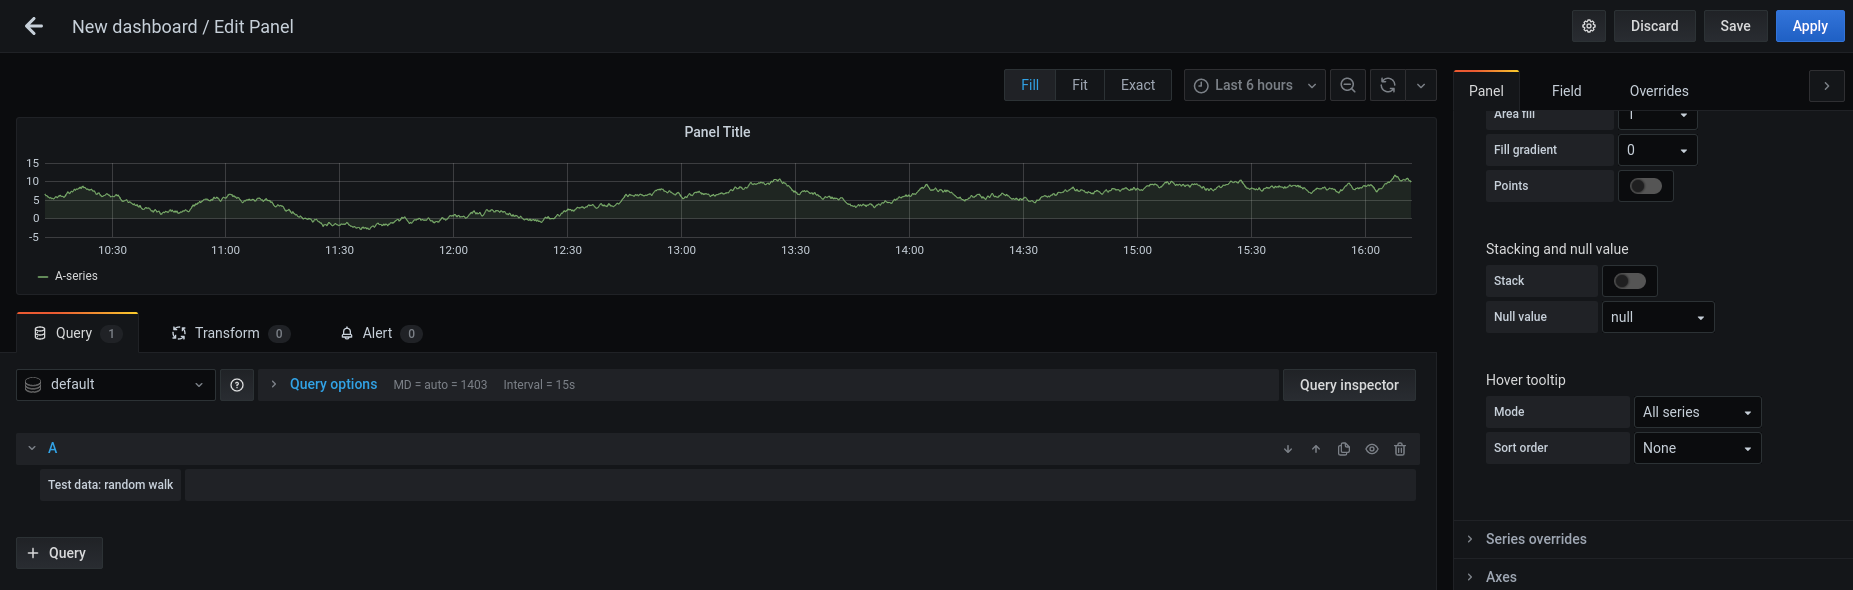 New dashboard / Edit Panel
Discard
Save
Apply
Fill
Fit
Exact
Last 6 hours
Panel Title
15
10
5
0
-5
10:30
11:00
11:30
12:00
12:30
13:00
13:30
14:00
14:30
15:00
15:30
16:00
A-series
Query 1
Transform 0
Alert 0
default
Query options MD = auto = 1403 Interval = 15s
Query inspector
A
Test data: random walk
+ Query
Panel
Field
Overrides
Area fill 1
Fill gradient 0
Points
Stacking and null value
Stack
Null value null
Hover tooltip
Mode All series
Sort order None
Series overrides
Axes